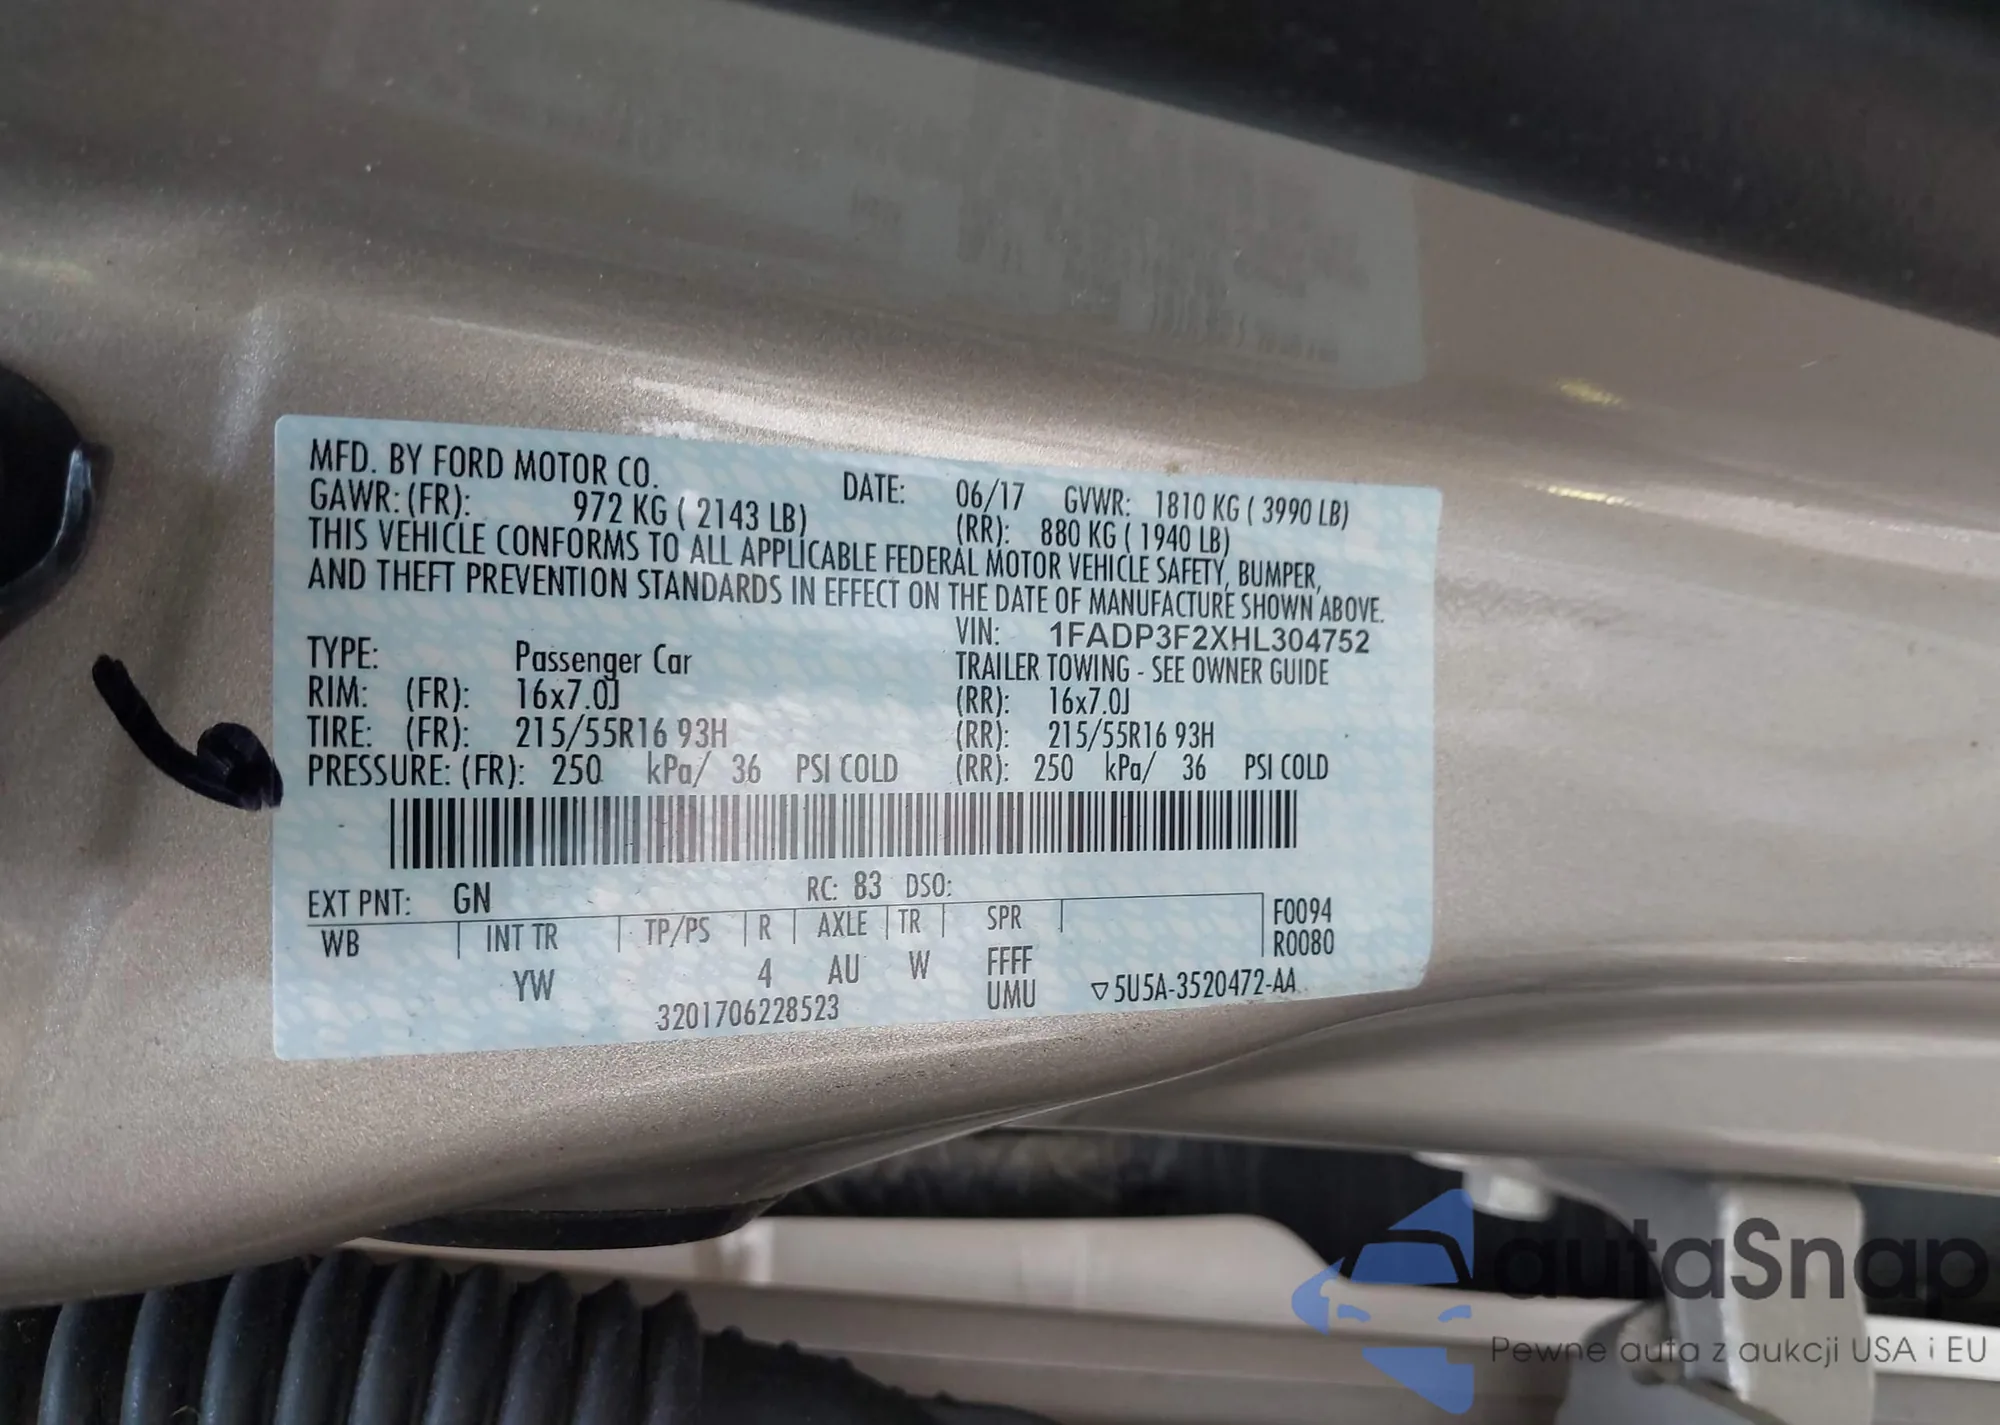 MFD. BY FORD MOTOR CO. DATE: 06/17 GVWR: 1810 KG ( 3990 LB)
GAWR: (FR): 972 KG ( 2143 LB) (RR): 880 KG ( 1940 LB)
THIS VEHICLE CONFORMS TO ALL APPLICABLE FEDERAL MOTOR VEHICLE SAFETY, BUMPER,
AND THEFT PREVENTION STANDARDS IN EFFECT ON THE DATE OF MANUFACTURE SHOWN ABOVE.
VIN: 1FADP3F2XHL304752
TYPE: Passenger Car TRAILER TOWING - SEE OWNER GUIDE
RIM: (FR): 16x7.0J (RR): 16x7.0J
TIRE: (FR): 215/55R16 93H (RR): 215/55R16 93H
PRESSURE: (FR): 250 kPa/ 36 PSI COLD (RR): 250 kPa/ 36 PSI COLD
EXT PNT: GN RC: 83 DSO:
WB INT TR TP/PS R AXLE TR SPR F0094
R0080
YW 4 AU W FFFF
UMU ▽5U5A-3520472-AA
3201706228523
autaSnap
Pewne auta z aukcji USA i EU